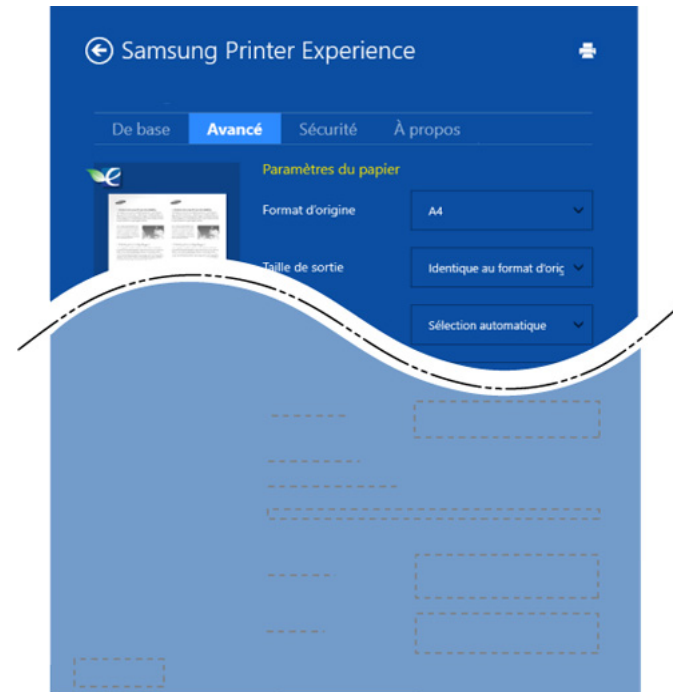 Samsung Printer Experience
De base Avancé Sécurité À propos
Paramètres du papier
Format d'origine A4
Taille de sortie Identique au format d'orig
Sélection automatique